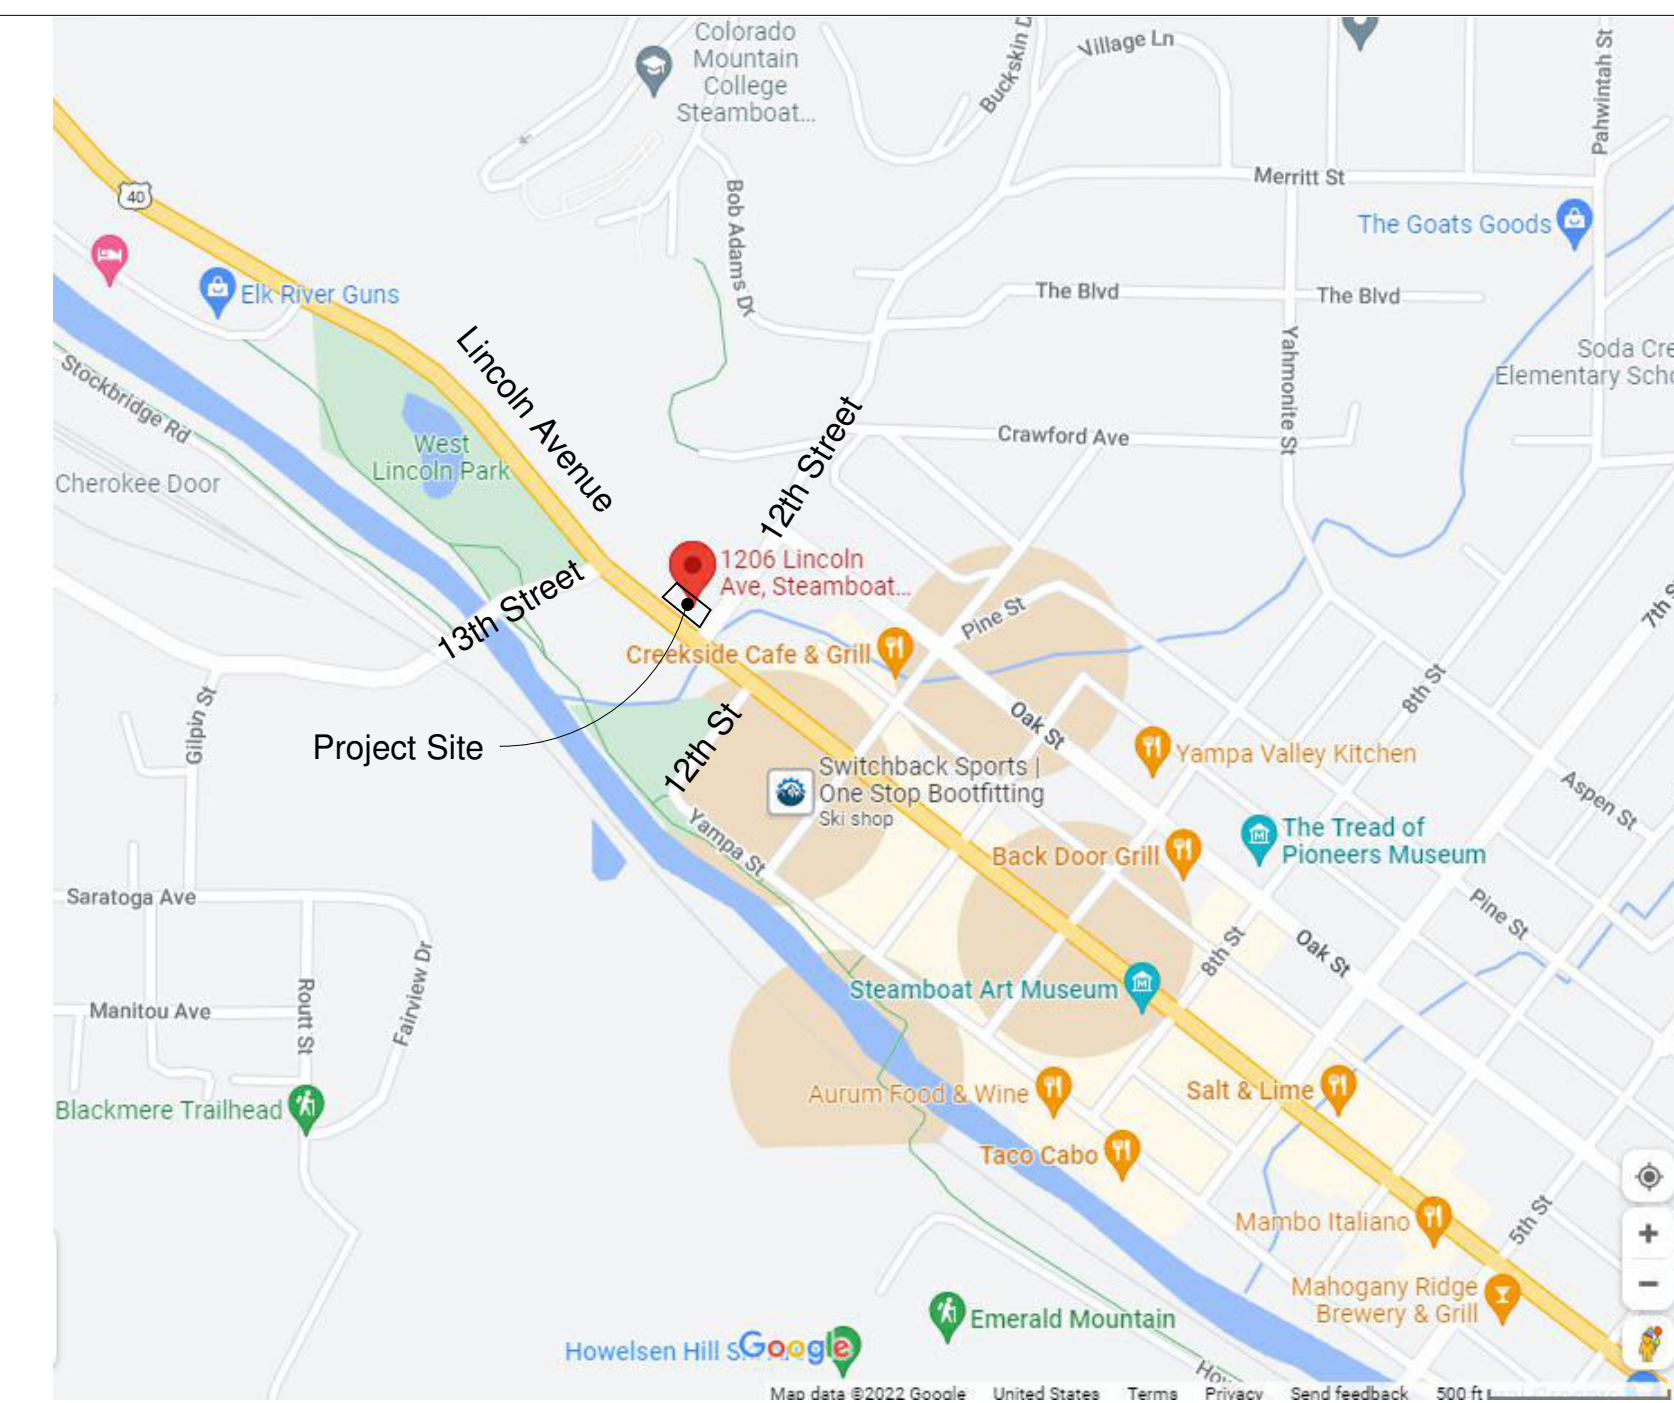 Colorado
Mountain
College
Steamboat...
Village Ln
Pahwintah St
Merritt St
40
Bob Adams Dr
The Goats Goods
Elk River Guns
The Blvd
The Blvd
Lincoln Avenue
Yahmonite St
Soda Cre
Elementary Scho
Stockbridge Rd
West
Lincoln Park
12th Street
Crawford Ave
Cherokee Door
1206 Lincoln
Ave, Steamboat...
13th Street
Pine St
Creekside Cafe & Grill
8th St
Gilpin St
Project Site
12th St
Oak St
Yampa Valley Kitchen
Switchback Sports |
One Stop Bootfitting
Ski shop
Aspen St
Yampa St
Back Door Grill
The Tread of
Pioneers Museum
Saratoga Ave
Pine St
8th St
Oak St
Fairview Dr
Steamboat Art Museum
Manitou Ave
Routt St
Aurum Food & Wine
Salt & Lime
Blackmere Trailhead
Taco Cabo
Mambo Italiano
5th St
Mahogany Ridge
Brewery & Grill
Emerald Mountain
Howelsen Hill S
Google
Map data ©2022 Google United States Terms Privacy Send feedback 500 ft